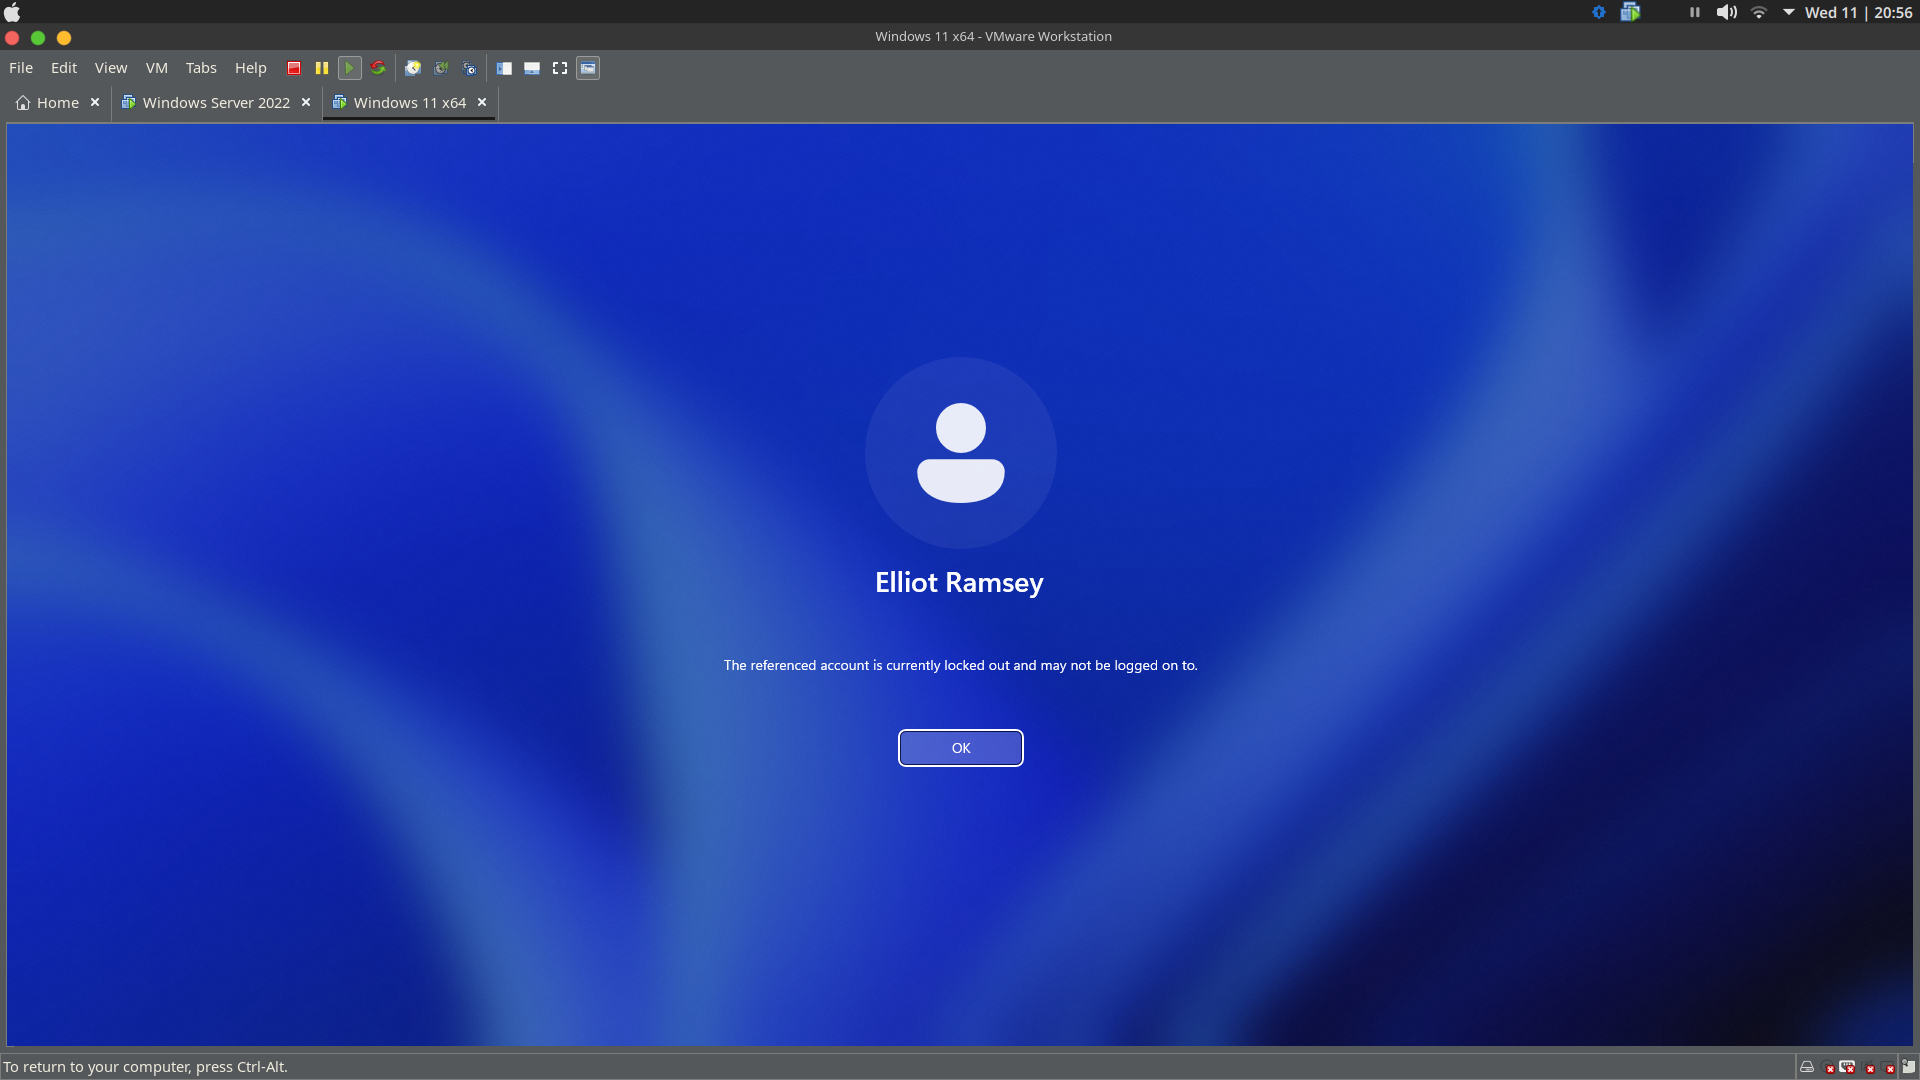 Wed 11 | 20:56
Windows 11 x64 - VMware Workstation
File Edit View VM Tabs Help
Home Windows Server 2022 Windows 11 x64
Elliot Ramsey
The referenced account is currently locked out and may not be logged on to.
OK
To return to your computer, press Ctrl-Alt.